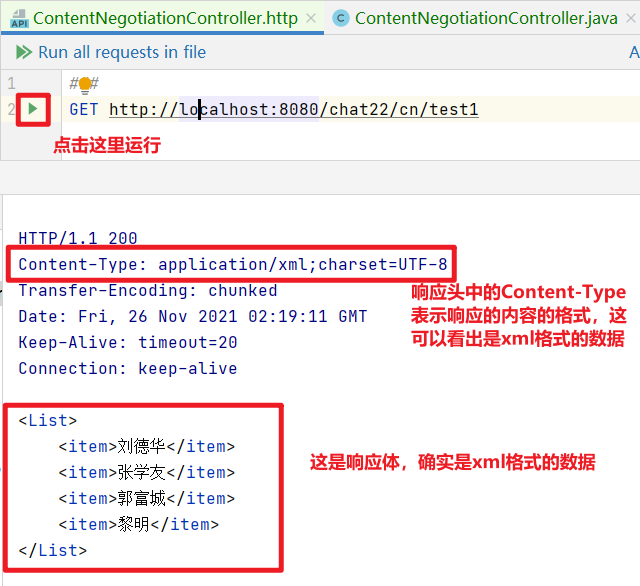 API ContentNegotiationController.http × C ContentNegotiationController.java ×
Run all requests in file A
1 ###
2 GET http://localhost:8080/chat22/cn/test1
点击这里运行
HTTP/1.1 200
Content-Type: application/xml;charset=UTF-8
Transfer-Encoding: chunked
响应头中的Content-Type
Date: Fri, 26 Nov 2021 02:19:11 GMT
表示响应的内容的格式，这
Keep-Alive: timeout=20
可以看出是xml格式的数据
Connection: keep-alive
<List>
<item>刘德华</item>
<item>张学友</item>
这是响应体，确实是xml格式的数据
<item>郭富城</item>
<item>黎明</item>
</List>